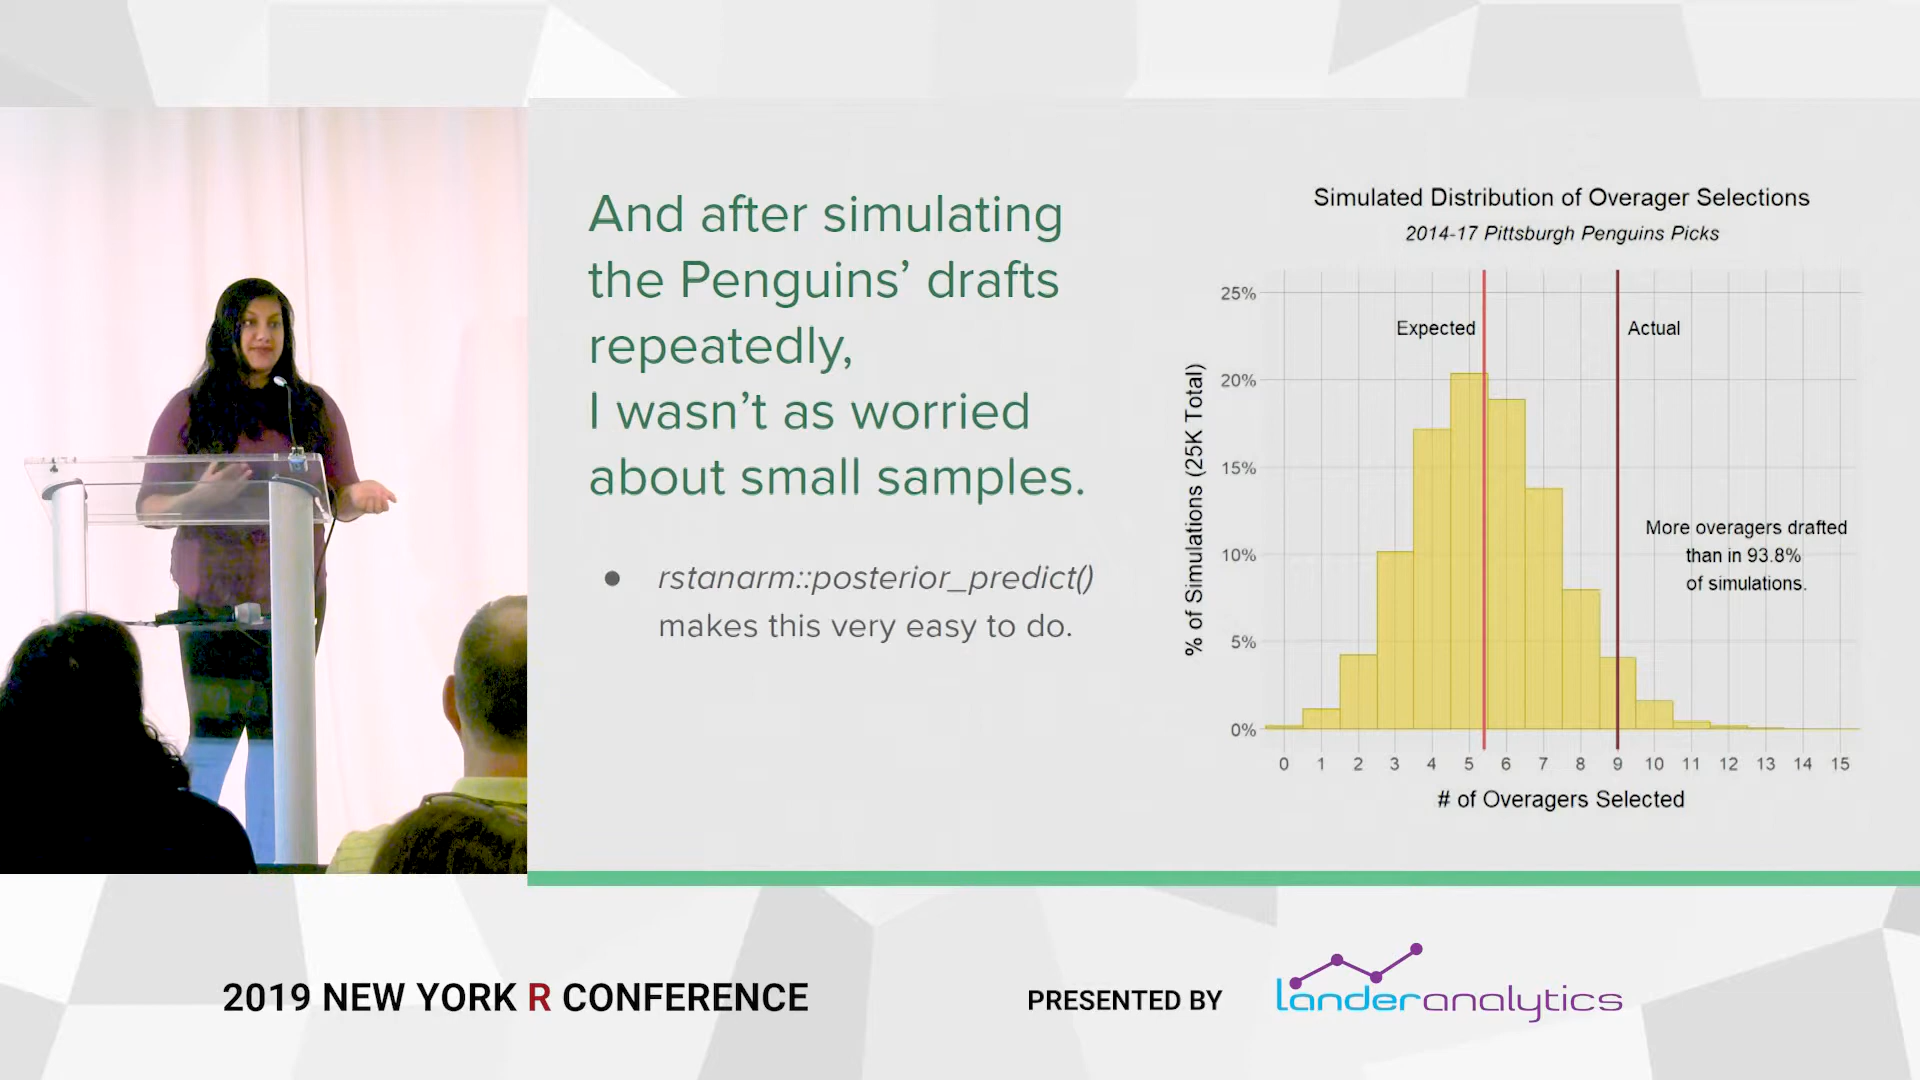 And after simulating
the Penguins’ drafts
repeatedly,
I wasn’t as worried
about small samples.
● rstanarm::posterior_predict()
makes this very easy to do.
Simulated Distribution of Overager Selections
2014-17 Pittsburgh Penguins Picks
% of Simulations (25K Total)
25%
20%
15%
10%
5%
0%
Expected
Actual
More overagers drafted
than in 93.8%
of simulations.
0 1 2 3 4 5 6 7 8 9 10 11 12 13 14 15
# of Overagers Selected
2019 NEW YORK R CONFERENCE
PRESENTED BY
landeranalytics